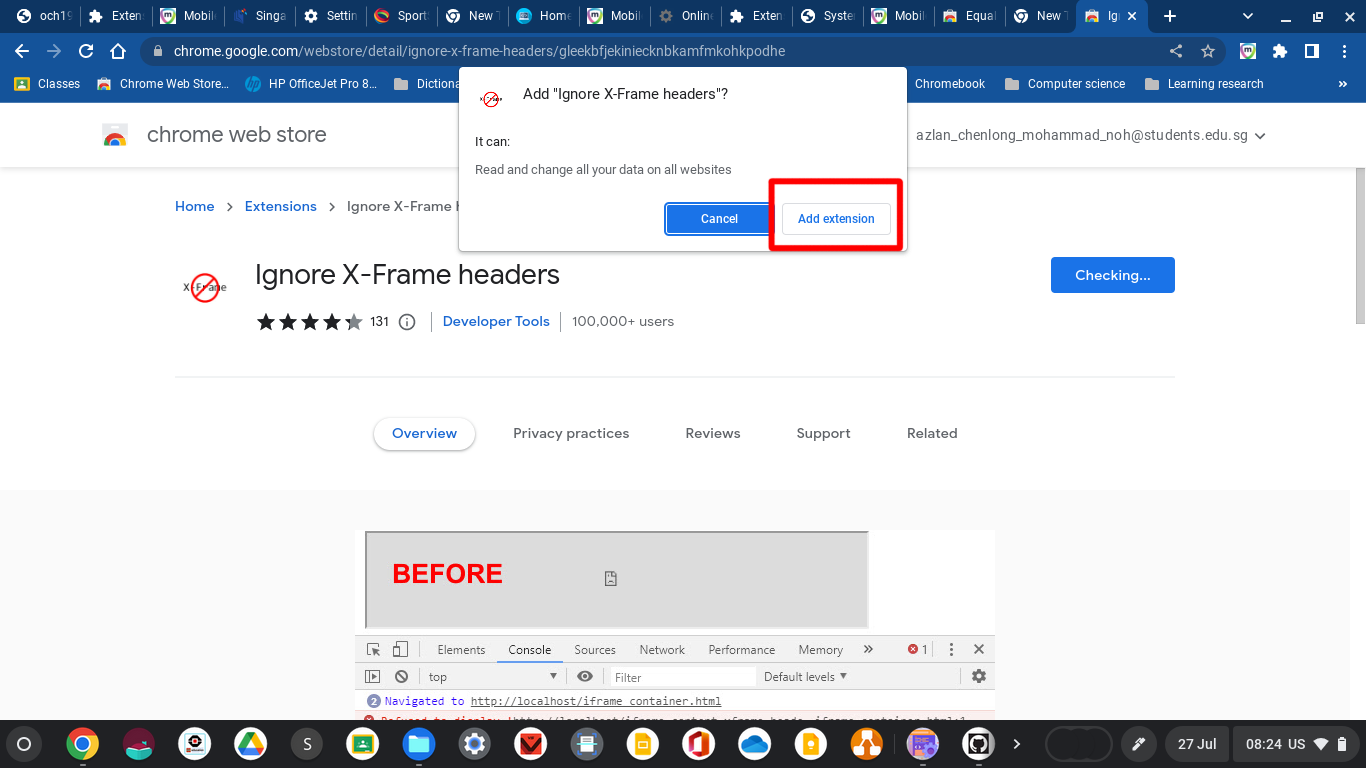 och19
Exten
Mobile
Singa
Settin
Sport
New T
Home
Mobil
Online
Exten
Syste
Mobile
Equal
New T
Ig
chrome.google.com/webstore/detail/ignore-x-frame-headers/gleekbfjekiniecknbkamfmkohkpodhe
Classes
Chrome Web Store...
HP OfficeJet Pro 8...
Dictiona
Chromebook
Computer science
Learning research
»
Add "Ignore X-Frame headers"?
It can:
Read and change all your data on all websites
Cancel
Add extension
chrome web store
azlan_chenlong_mohammad_noh@students.edu.sg
Home > Extensions > Ignore X-Frame h
X-Frame
Ignore X-Frame headers
Checking...
131
Developer Tools
100,000+ users
Overview
Privacy practices
Reviews
Support
Related
BEFORE
Elements Console Sources Network Performance Memory » 1
top
Filter
Default levels
2 Navigated to http://localhost/iframe_container.html
S
27 Jul
08:24 US